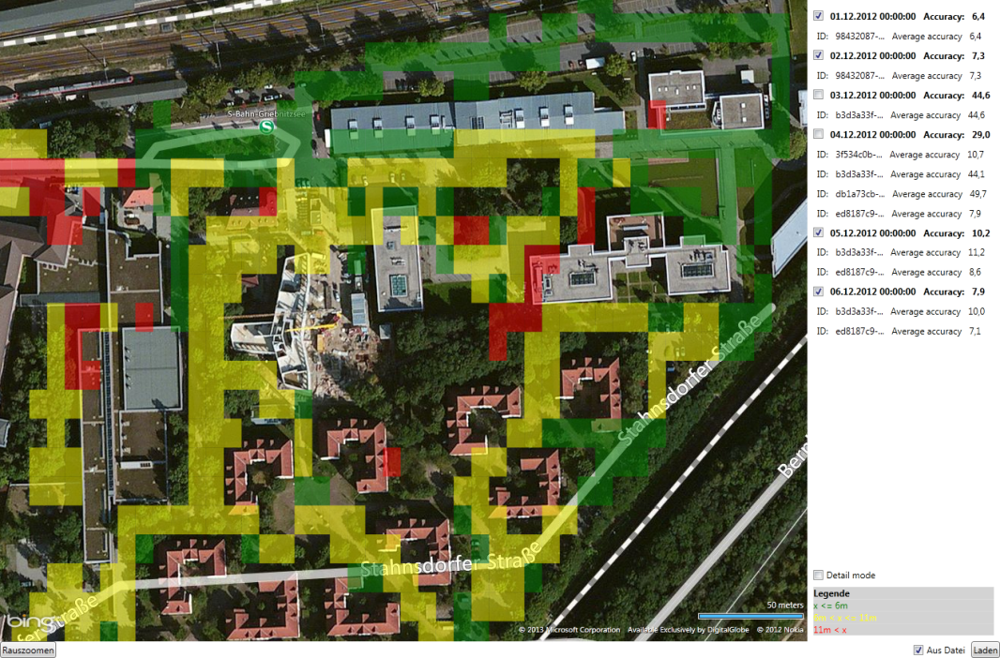 S-Bahn-Griebnitzsee
S
Stahnsdorfer Straße
Stahnsdorfer Straße
Straße
Bern
bing
50 meters
© 2013 Microsoft Corporation Available Exclusively by DigitalGlobe © 2012 Nokia
Rauszoomen
01.12.2012 00:00:00 Accuracy: 6,4
ID: 98432087-... Average accuracy 6,4
02.12.2012 00:00:00 Accuracy: 7,3
ID: 98432087-... Average accuracy 7,3
03.12.2012 00:00:00 Accuracy: 44,6
ID: b3d3a33f-... Average accuracy 44,6
04.12.2012 00:00:00 Accuracy: 29,0
ID: 3f534c0b-... Average accuracy 10,7
ID: b3d3a33f-... Average accuracy 44,1
ID: db1a73cb-... Average accuracy 49,7
ID: ed8187c9-... Average accuracy 7,9
05.12.2012 00:00:00 Accuracy: 10,2
ID: b3d3a33f-... Average accuracy 11,2
ID: ed8187c9-... Average accuracy 8,6
06.12.2012 00:00:00 Accuracy: 7,9
ID: b3d3a33f-... Average accuracy 10,0
ID: ed8187c9-... Average accuracy 7,1
Detail mode
Legende
x <= 6m
6m < x <= 11m
11m < x
Aus Datei Laden